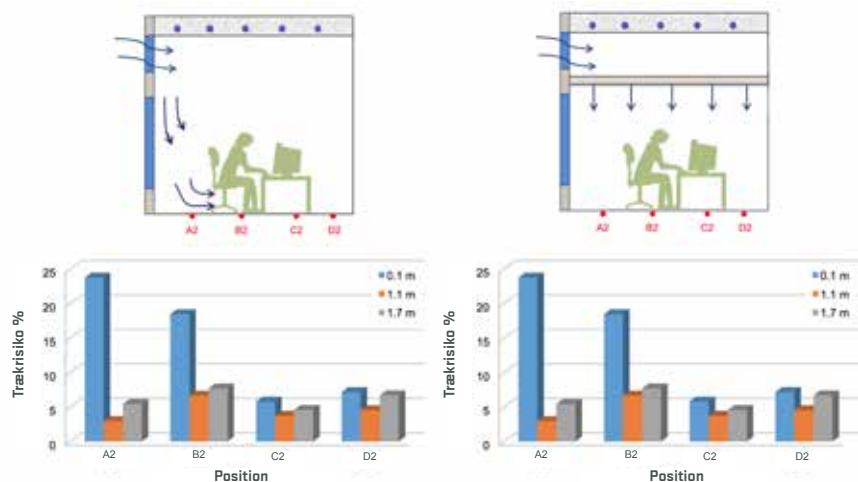 A2 B2 C2 D2
A2 B2 C2 D2
Trækrisiko %
25
20
15
10
5
0
0.1 m
1.1 m
1.7 m
A2 B2 C2 D2
Position
Trækrisiko %
25
20
15
10
5
0
0.1 m
1.1 m
1.7 m
A2 B2 C2 D2
Position